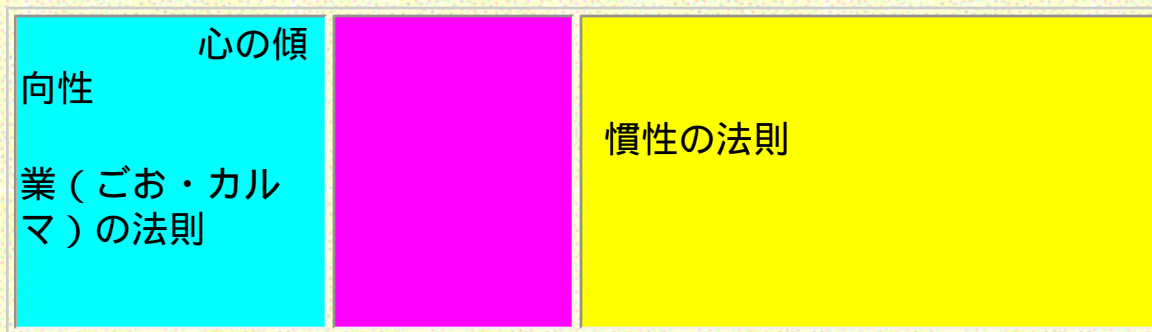 心の傾
向性
業（ごお・カル
マ）の法則
慣性の法則